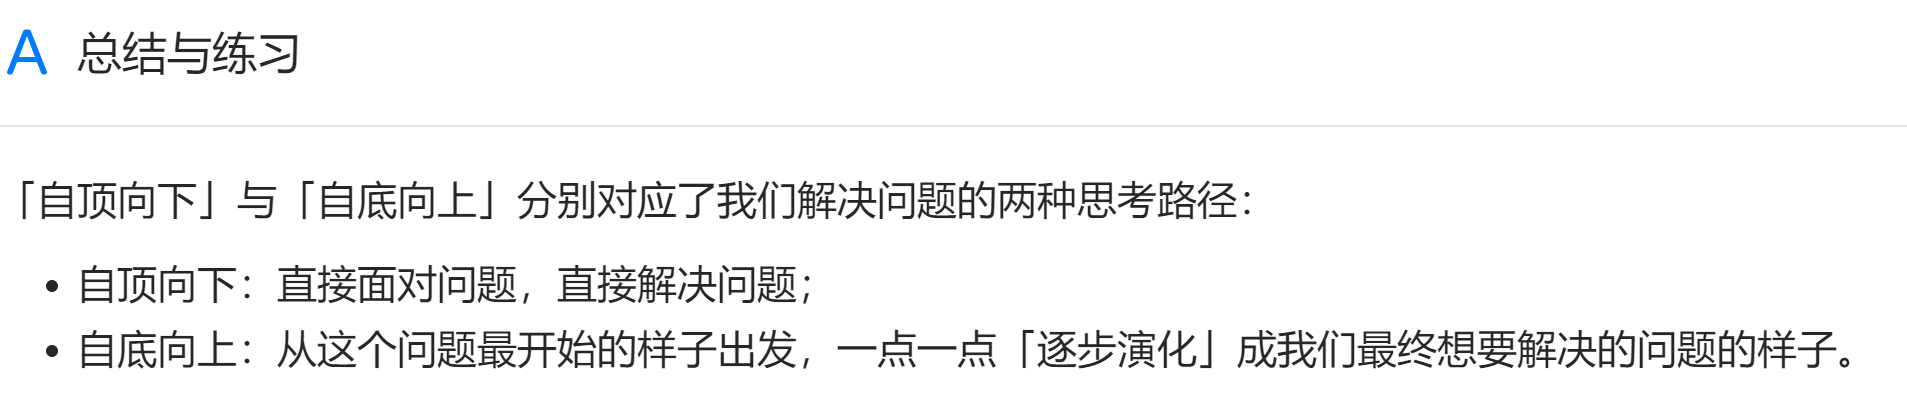 A 总结与练习
「自顶向下」与「自底向上」分别对应了我们解决问题的两种思考路径：
• 自顶向下：直接面对问题，直接解决问题；
• 自底向上：从这个问题最开始的样子出发，一点一点「逐步演化」成我们最终想要解决的问题的样子。